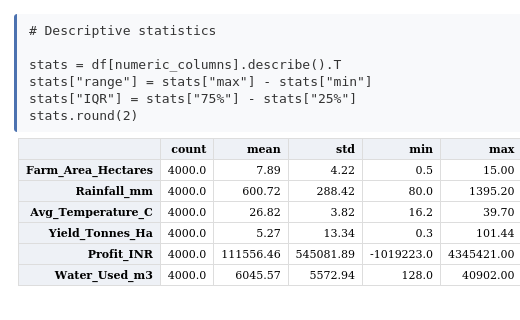 # Descriptive statistics
stats = df[numeric_columns].describe().T
stats["range"] = stats["max"] - stats["min"]
stats["IQR"] = stats["75%"] - stats["25%"]
stats.round(2)
count mean std min max
Farm_Area_Hectares 4000.0 7.89 4.22 0.5 15.00
Rainfall_mm 4000.0 600.72 288.42 80.0 1395.20
Avg_Temperature_C 4000.0 26.82 3.82 16.2 39.70
Yield_Tonnes_Ha 4000.0 5.27 13.34 0.3 101.44
Profit_INR 4000.0 111556.46 545081.89 -1019223.0 4345421.00
Water_Used_m3 4000.0 6045.57 5572.94 128.0 40902.00